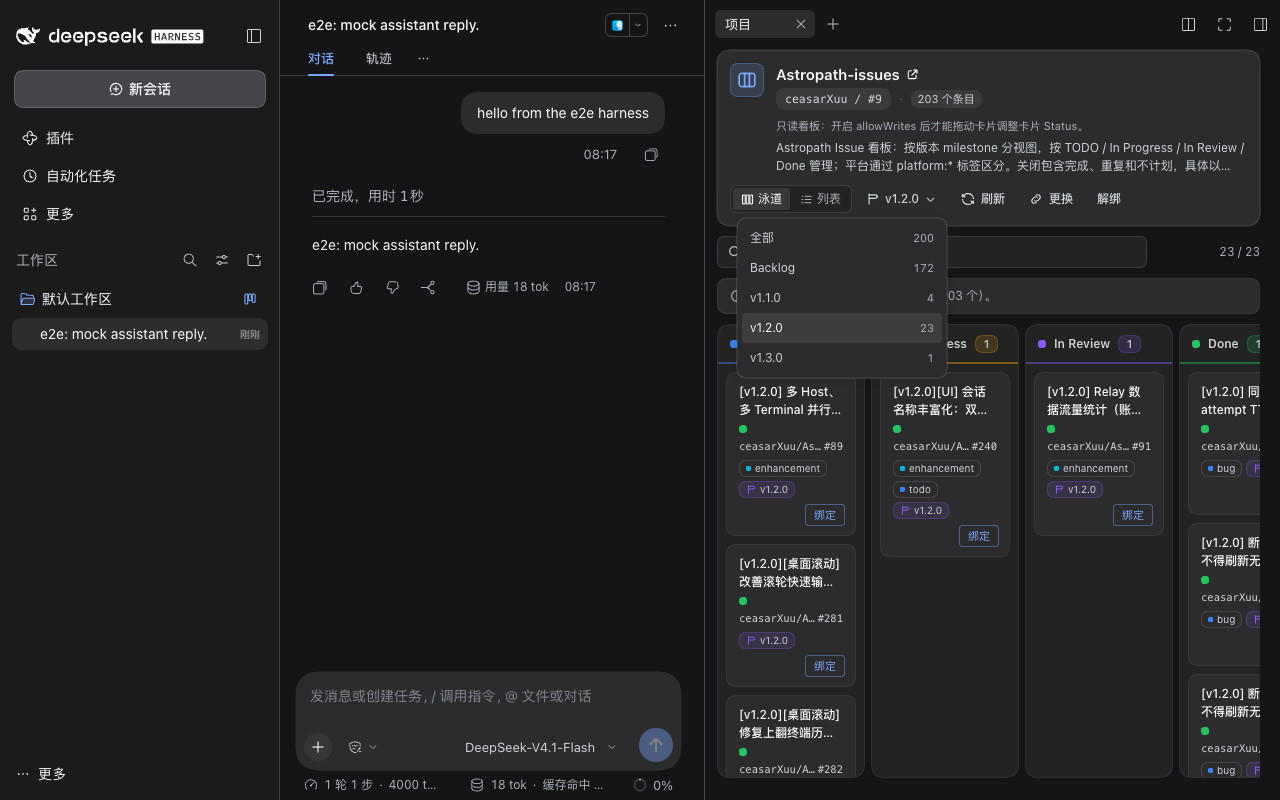 deepseek HARNESS
新会话
插件
自动化任务
更多
工作区
默认工作区
e2e: mock assistant reply.
刚刚
更多
e2e: mock assistant reply.
对话
轨迹
hello from the e2e harness
08:17
已完成，用时 1 秒
e2e: mock assistant reply.
用量 18 tok
08:17
发消息或创建任务, / 调用指令, @ 文件或对话
DeepSeek-V4.1-Flash
1 轮 1 步 · 4000 t...
18 tok · 缓存命中 ...
0%
项目
Astropath-issues
ceasarXuu / #9 · 203 个条目
只读看板：开启 allowWrites 后才能拖动卡片调整卡片 Status。
Astropath Issue 看板：按版本 milestone 分视图，按 TODO / In Progress / In Review /
Done 管理；平台通过 platform:* 标签区分。关闭包含完成、重复和不计划，具体以...
泳道
列表
v1.2.0
刷新
更换
解绑
全部 200
Backlog 172
v1.1.0 4
v1.2.0 23
v1.3.0 1
23 / 23
03 个）。
[v1.2.0] 多 Host、
多 Terminal 并行...
ceasarXuu/As... #89
enhancement
v1.2.0
绑定
[v1.2.0][桌面滚动]
改善滚轮快速输...
ceasarXuu/A... #281
v1.2.0
绑定
[v1.2.0][桌面滚动]
修复上翻终端历...
ceasarXuu/A... #282
ess 1
[v1.2.0][UI] 会话
名称丰富化：双...
ceasarXuu/A... #240
enhancement
todo
v1.2.0
绑定
In Review 1
[v1.2.0] Relay 数
据流量统计（账...
ceasarXuu/As... #91
enhancement
v1.2.0
绑定
Done
[v1.2.0] 同
attempt T
ceasarXuu/
bug
[v1.2.0] 断
不得刷新无
ceasarXuu/
bug
[v1.2.0] 断
不得刷新无
ceasarXuu/
bug